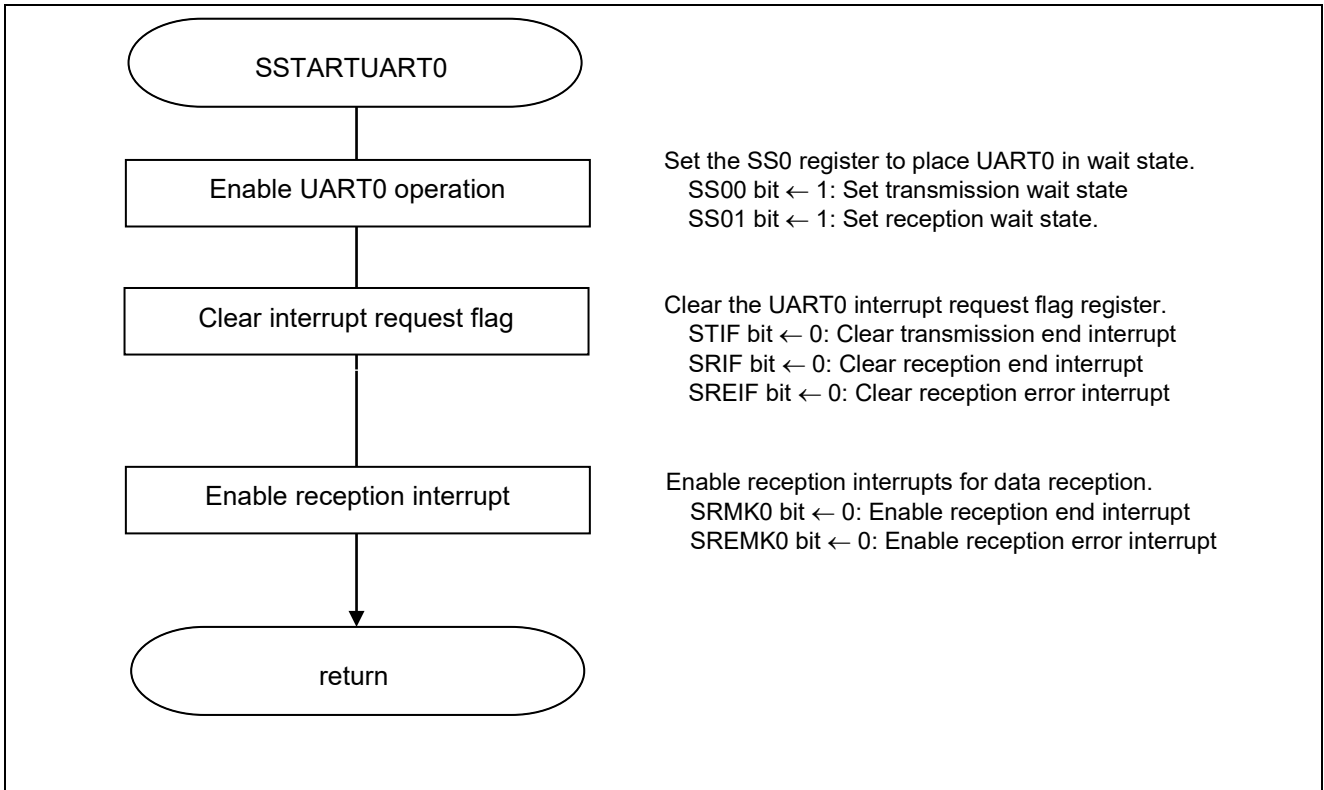 SSTARTUART0
Enable UART0 operation
Set the SS0 register to place UART0 in wait state.
SS00 bit ← 1: Set transmission wait state
SS01 bit ← 1: Set reception wait state.
Clear interrupt request flag
Clear the UART0 interrupt request flag register.
STIF bit ← 0: Clear transmission end interrupt
SRIF bit ← 0: Clear reception end interrupt
SREIF bit ← 0: Clear reception error interrupt
Enable reception interrupt
Enable reception interrupts for data reception.
SRMK0 bit ← 0: Enable reception end interrupt
SREMK0 bit ← 0: Enable reception error interrupt
return